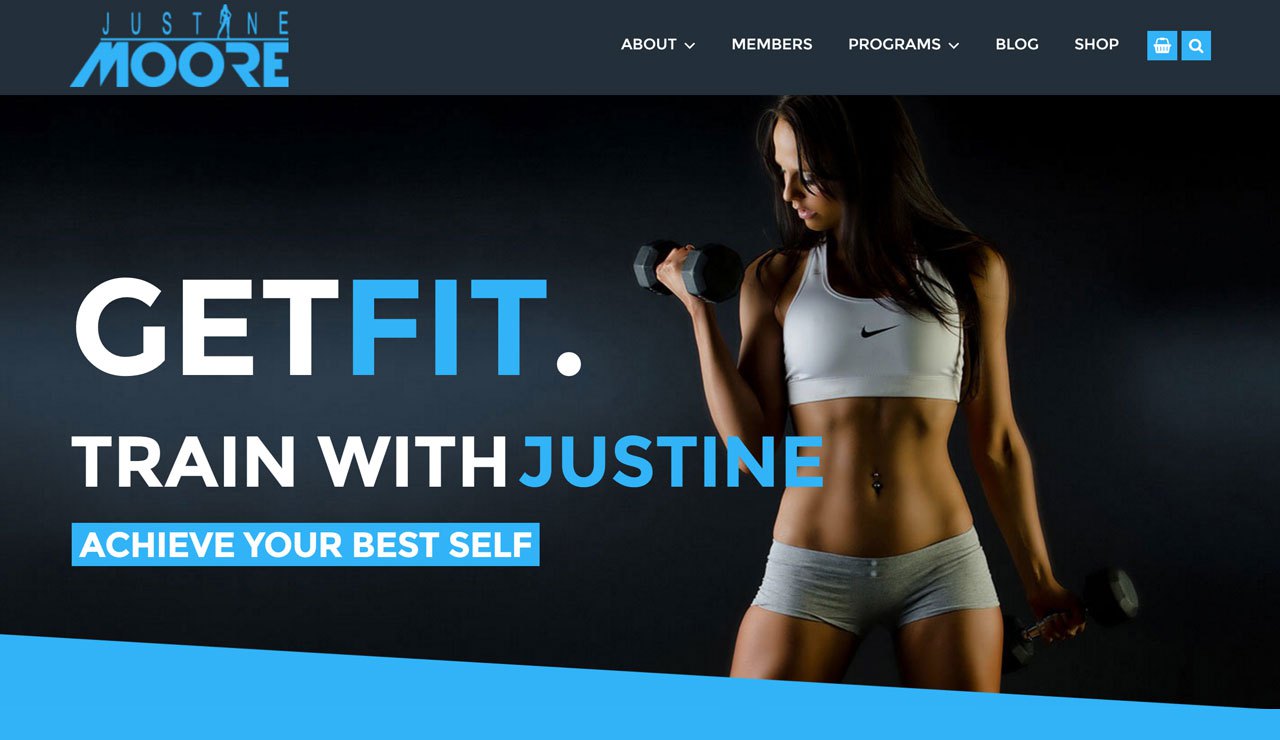 JUSTINE
MOORE
ABOUT
MEMBERS
PROGRAMS
BLOG
SHOP
GETFIT.
TRAIN WITH JUSTINE
ACHIEVE YOUR BEST SELF